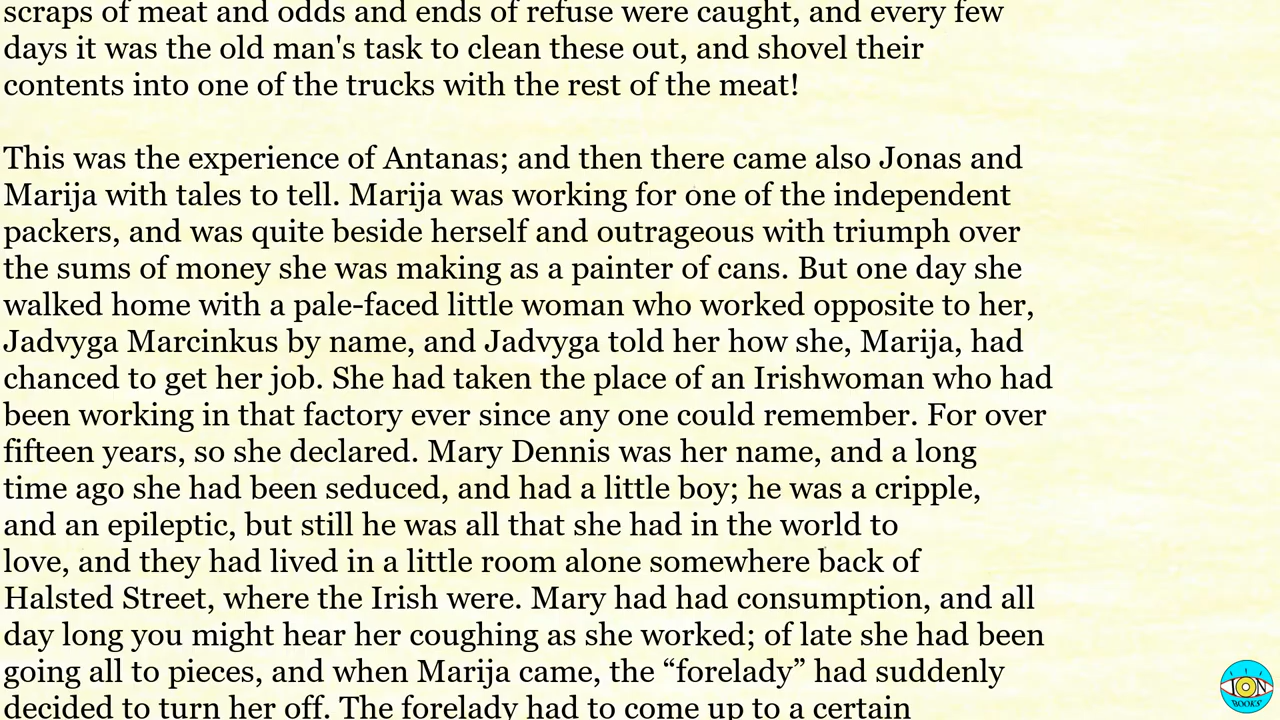 scraps of meat and odds and ends of refuse were caught, and every few
days it was the old man's task to clean these out, and shovel their
contents into one of the trucks with the rest of the meat!
This was the experience of Antanas; and then there came also Jonas and
Marija with tales to tell. Marija was working for one of the independent
packers, and was quite beside herself and outrageous with triumph over
the sums of money she was making as a painter of cans. But one day she
walked home with a pale-faced little woman who worked opposite to her,
Jadvyga Marcinkus by name, and Jadvyga told her how she, Marija, had
chanced to get her job. She had taken the place of an Irishwoman who had
been working in that factory ever since any one could remember. For over
fifteen years, so she declared. Mary Dennis was her name, and a long
time ago she had been seduced, and had a little boy; he was a cripple,
and an epileptic, but still he was all that she had in the world to
love, and they had lived in a little room alone somewhere back of
Halsted Street, where the Irish were. Mary had had consumption, and all
day long you might hear her coughing as she worked; of late she had been
going all to pieces, and when Marija came, the “forelady” had suddenly
decided to turn her off. The forelady had to come up to a certain
ION
BOOKS